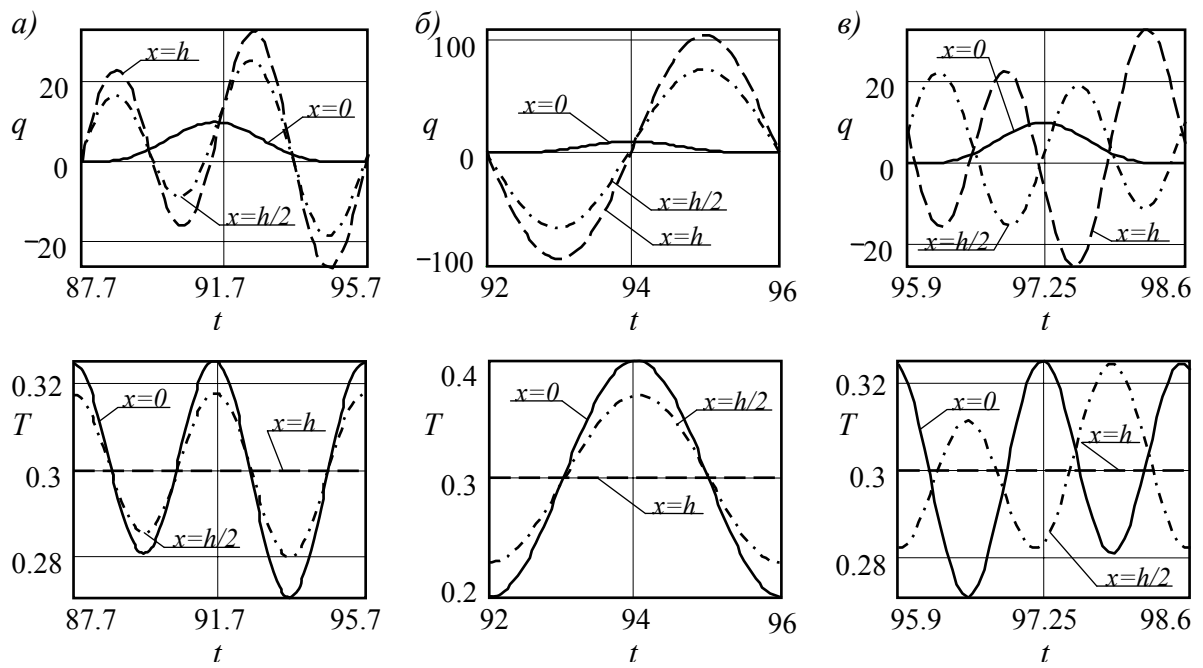 а) б) в)
x=h
x=0
20
q
0
x=h/2
−20
87.7 91.7 95.7
t
100
x=0
q
0
x=h/2
x=h
−100
92 94 96
t
x=0
20
q
0
x=h/2
x=h
−20
95.9 97.25 98.6
t
0.32
x=0
T
x=h
0.3
x=h/2
0.28
87.7 91.7 95.7
t
0.4
x=0
x=h/2
T
0.3
x=h
0.2
92 94 96
t
0.32
x=0
T
x=h
0.3
0.28
x=h/2
95.9 97.25 98.6
t